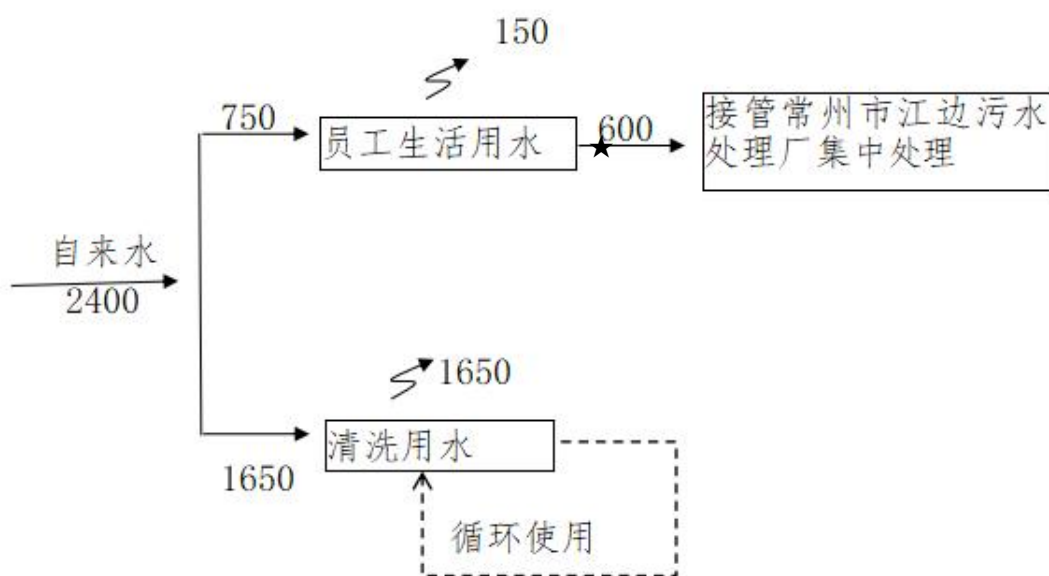 150
750
员工生活用水
600
接管常州市江边污水
处理厂集中处理
自来水
2400
1650
清洗用水
1650
循环使用